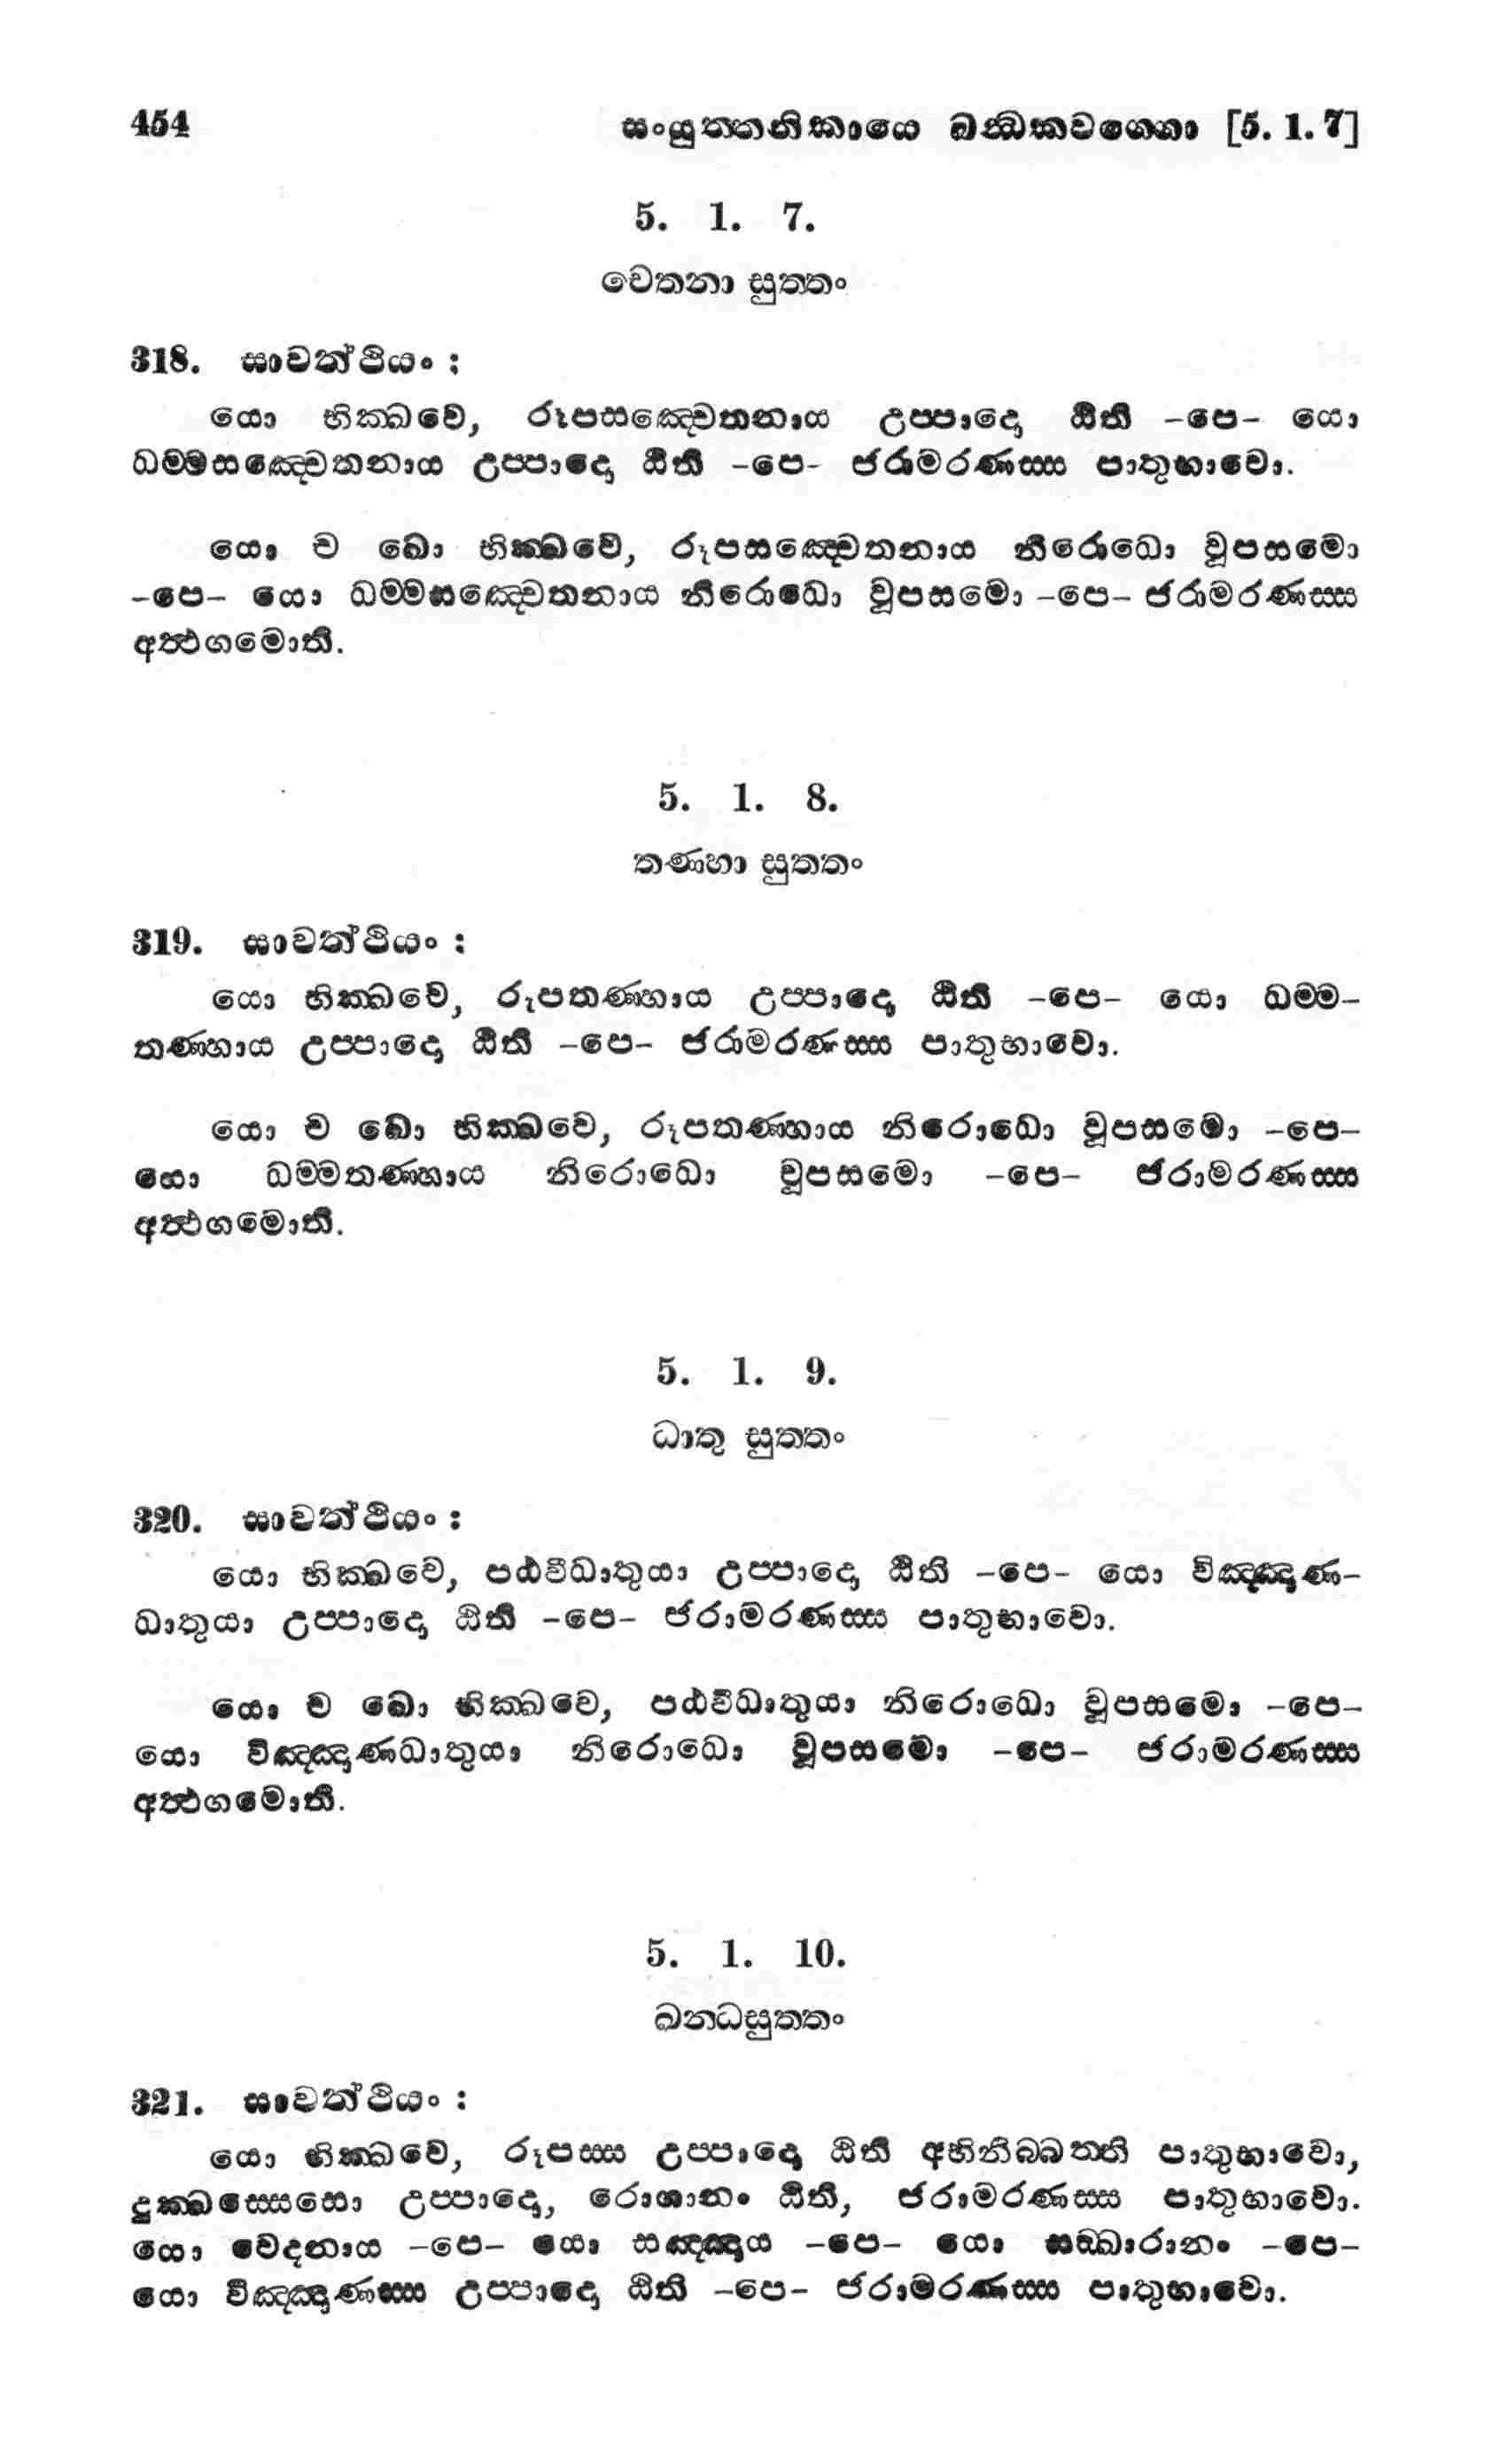 454 සංයුත්තනිකායෙ ඛන්ධකවග්ගො [5. 1. 7]
5. 1. 7.
චෙතනා සුත්තං
318. සාවත්ථියං :
යො භික්ඛවෙ, රූපසඤ්චෙතනාය උප්පාදො ඨිති -පෙ- යො
ධම්මසඤ්චෙතනාය උප්පාදො ඨිති -පෙ- ජරාමරණස්ස පාතුභාවො.
යො ච ඛො භික්ඛවෙ, රූපසඤ්චෙතනාය නිරොධො වූපසමො
-පෙ- යො ධම්මසඤ්චෙතනාය නිරොධො වූපසමො -පෙ- ජරාමරණස්ස
අත්ථගමොති.
5. 1. 8.
තණ්හා සුත්තං
319. සාවත්ථියං :
යො භික්ඛවෙ, රූපතණ්හාය උප්පාදො ඨිති -පෙ- යො ධම්ම-
තණ්හාය උප්පාදො ඨිති -පෙ- ජරාමරණස්ස පාතුභාවො.
යො ච ඛො භික්ඛවෙ, රූපතණ්හාය නිරොධො වූපසමො -පෙ-
යො ධම්මතණ්හාය නිරොධො වූපසමො -පෙ- ජරාමරණස්ස
අත්ථගමොති.
5. 1. 9.
ධාතු සුත්තං
320. සාවත්ථියං :
යො භික්ඛවෙ, පඨවීධාතුයා උප්පාදො ඨිති -පෙ- යො විඤ්ඤාණ-
ධාතුයා උප්පාදො ඨිති -පෙ- ජරාමරණස්ස පාතුභාවො.
යො ච ඛො භික්ඛවෙ, පඨවීධාතුයා නිරොධො වූපසමො -පෙ-
යො විඤ්ඤාණධාතුයා නිරොධො වූපසමො -පෙ- ජරාමරණස්ස
අත්ථගමොති.
5. 1. 10.
ඛන්ධසුත්තං
321. සාවත්ථියං :
යො භික්ඛවෙ, රූපස්ස උප්පාදො ඨිති අභිනිබ්බත්ති පාතුභාවො,
දුක්ඛස්සෙසො උප්පාදො, රොගානං ඨිති, ජරාමරණස්ස පාතුභාවො.
යො වෙදනාය -පෙ- යො සඤ්ඤාය -පෙ- යො සඞ්ඛාරානං -පෙ-
යො විඤ්ඤාණස්ස උප්පාදො ඨිති -පෙ- ජරාමරණස්ස පාතුභාවො.